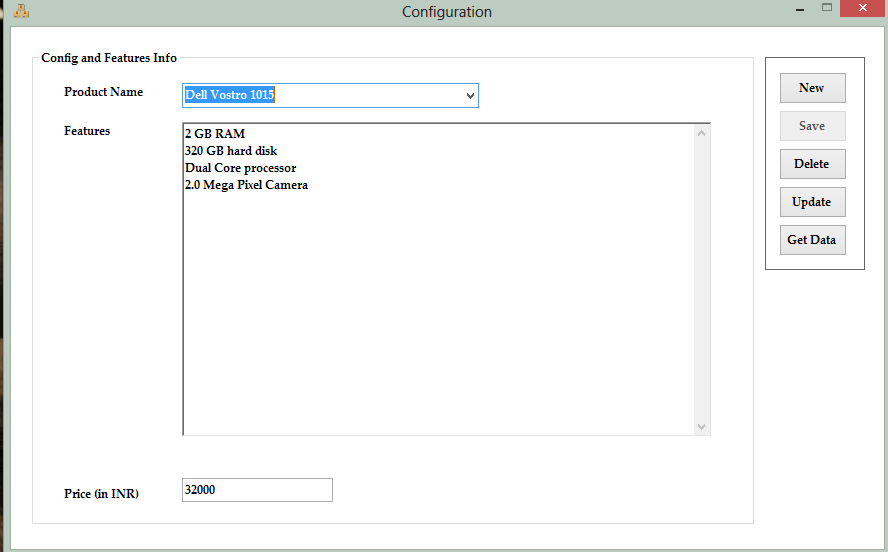 Configuration
Config and Features Info
Product Name
Dell Vostro 1015
Features
2 GB RAM
320 GB hard disk
Dual Core processor
2.0 Mega Pixel Camera
Price (in INR)
32000
New
Save
Delete
Update
Get Data